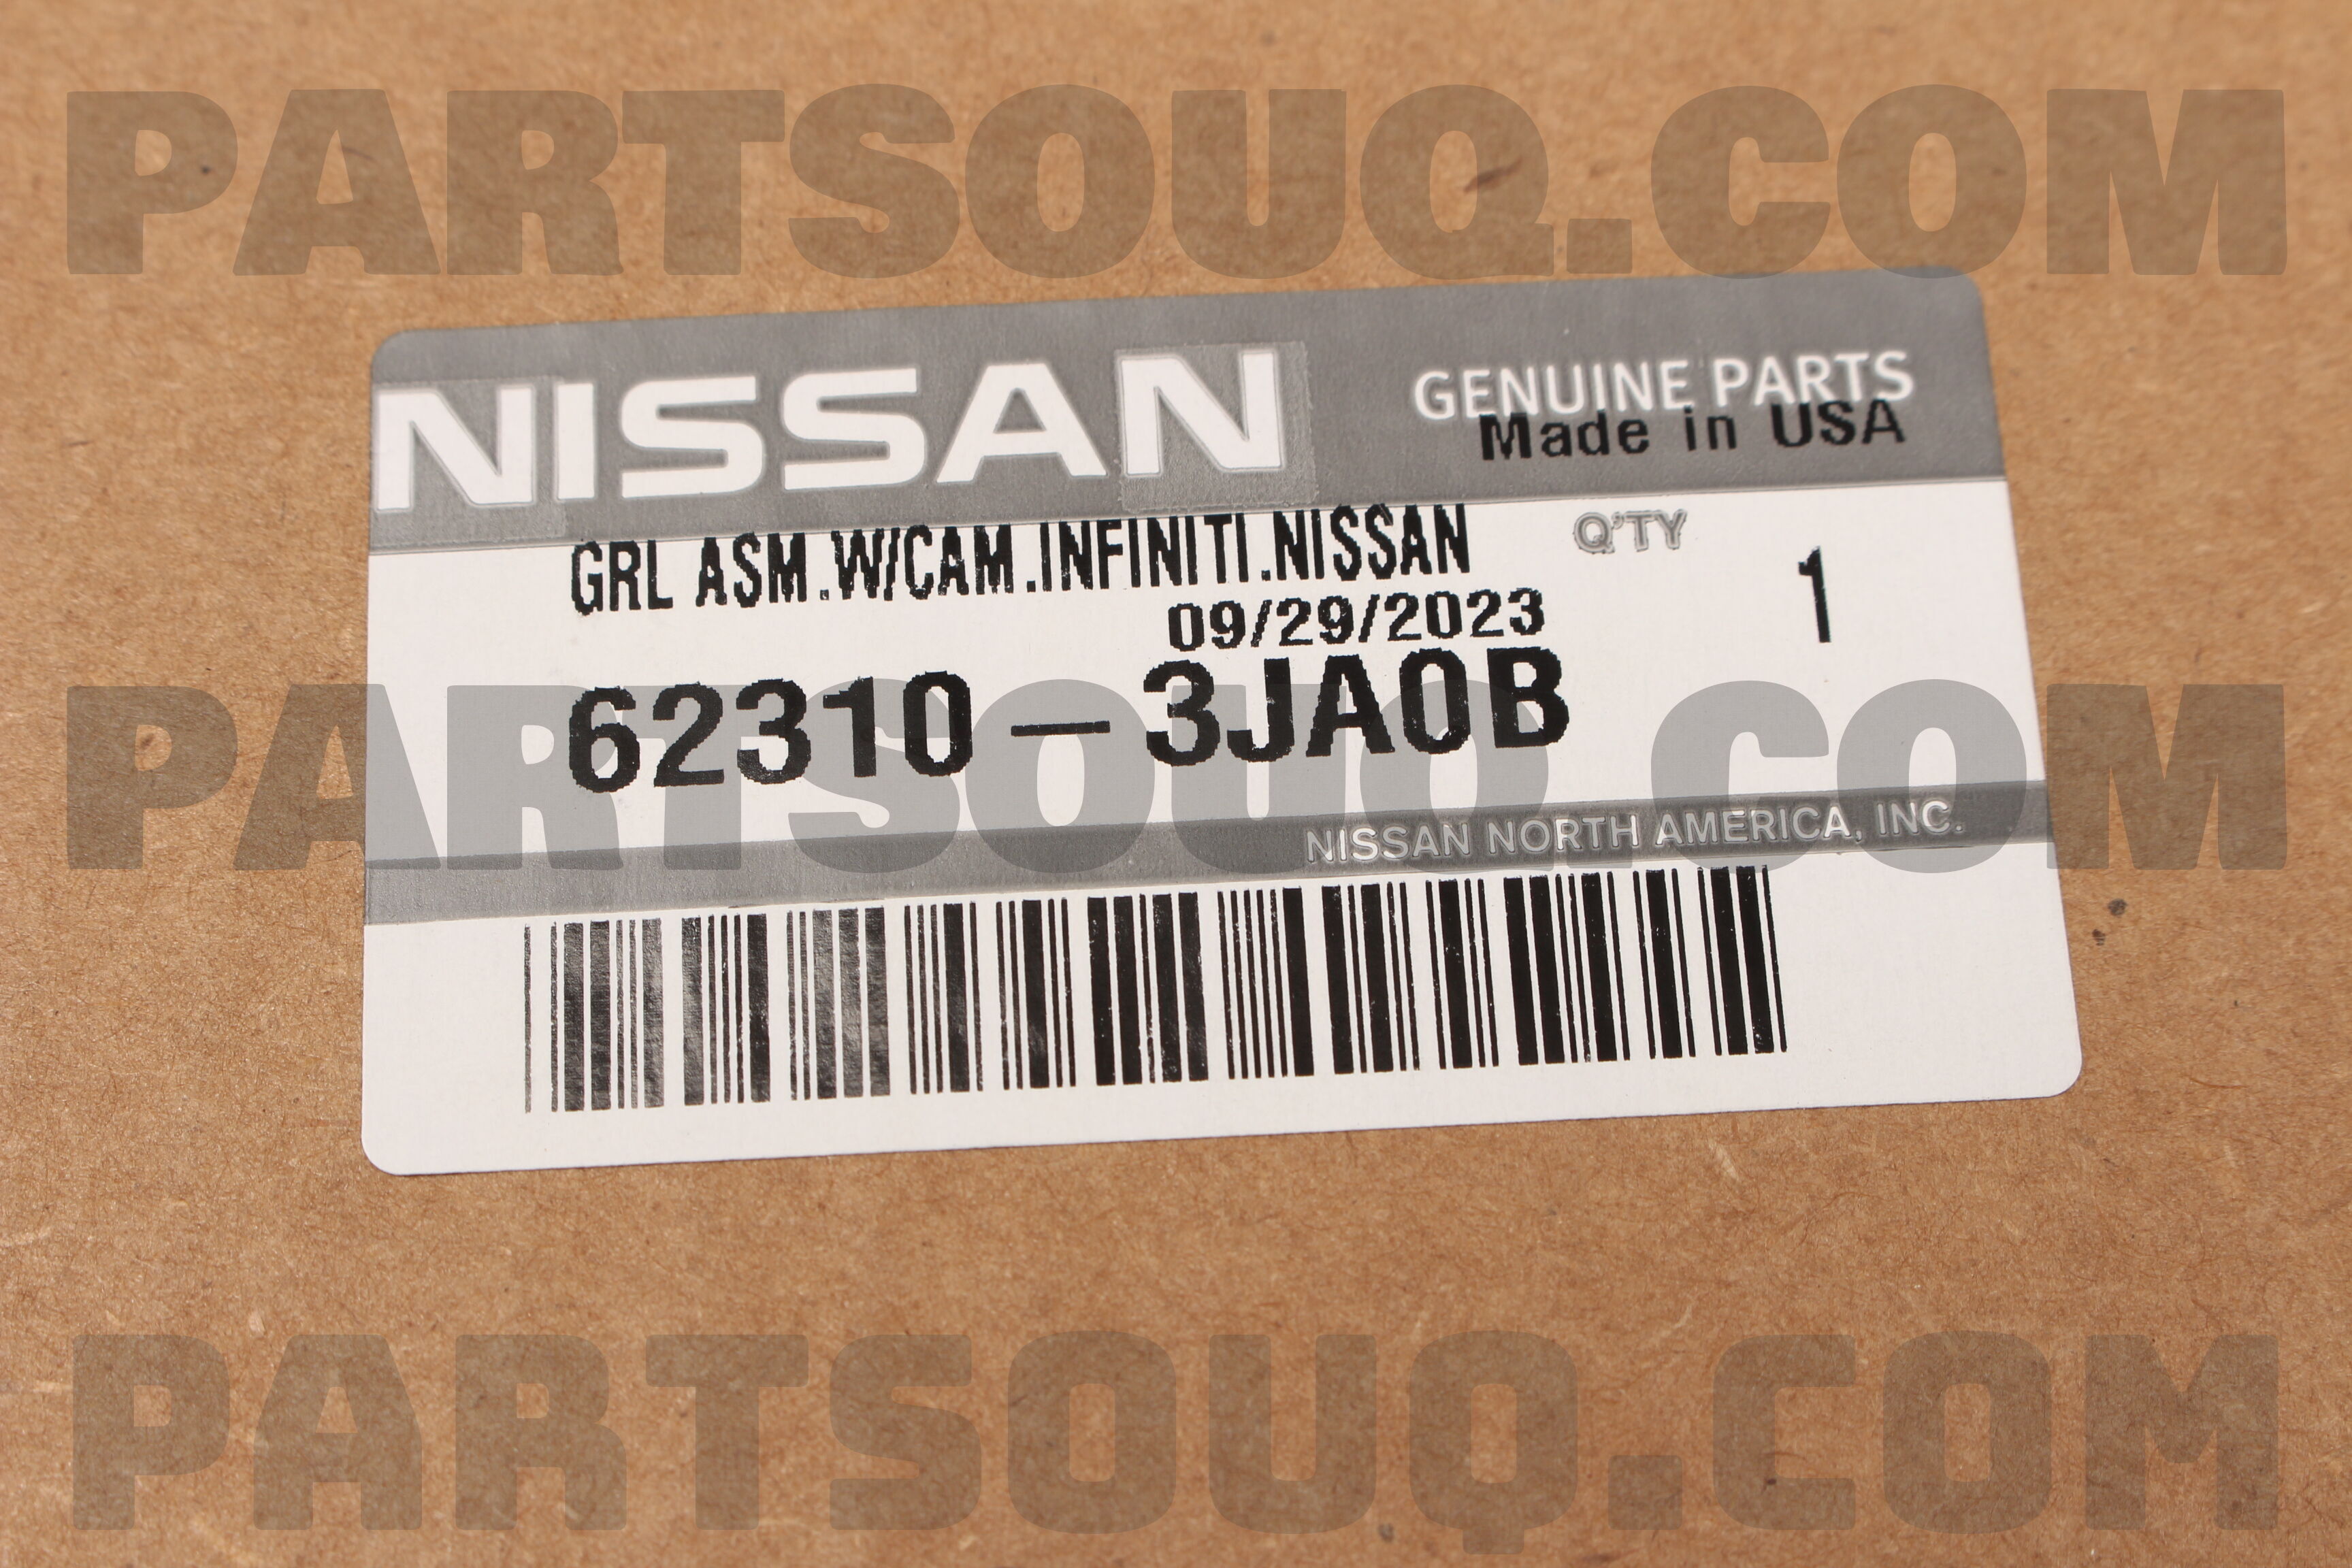 PARTSOUQ.COM
NISSAN
GENUINE PARTS
Made in USA
GRL ASM.W/CAM.INFINITI.NISSAN
Q'TY
1
09/29/2023
62310-3JA0B
PARTSOUQ.COM
NISSAN NORTH AMERICA, INC.
PARTSOUQ.COM